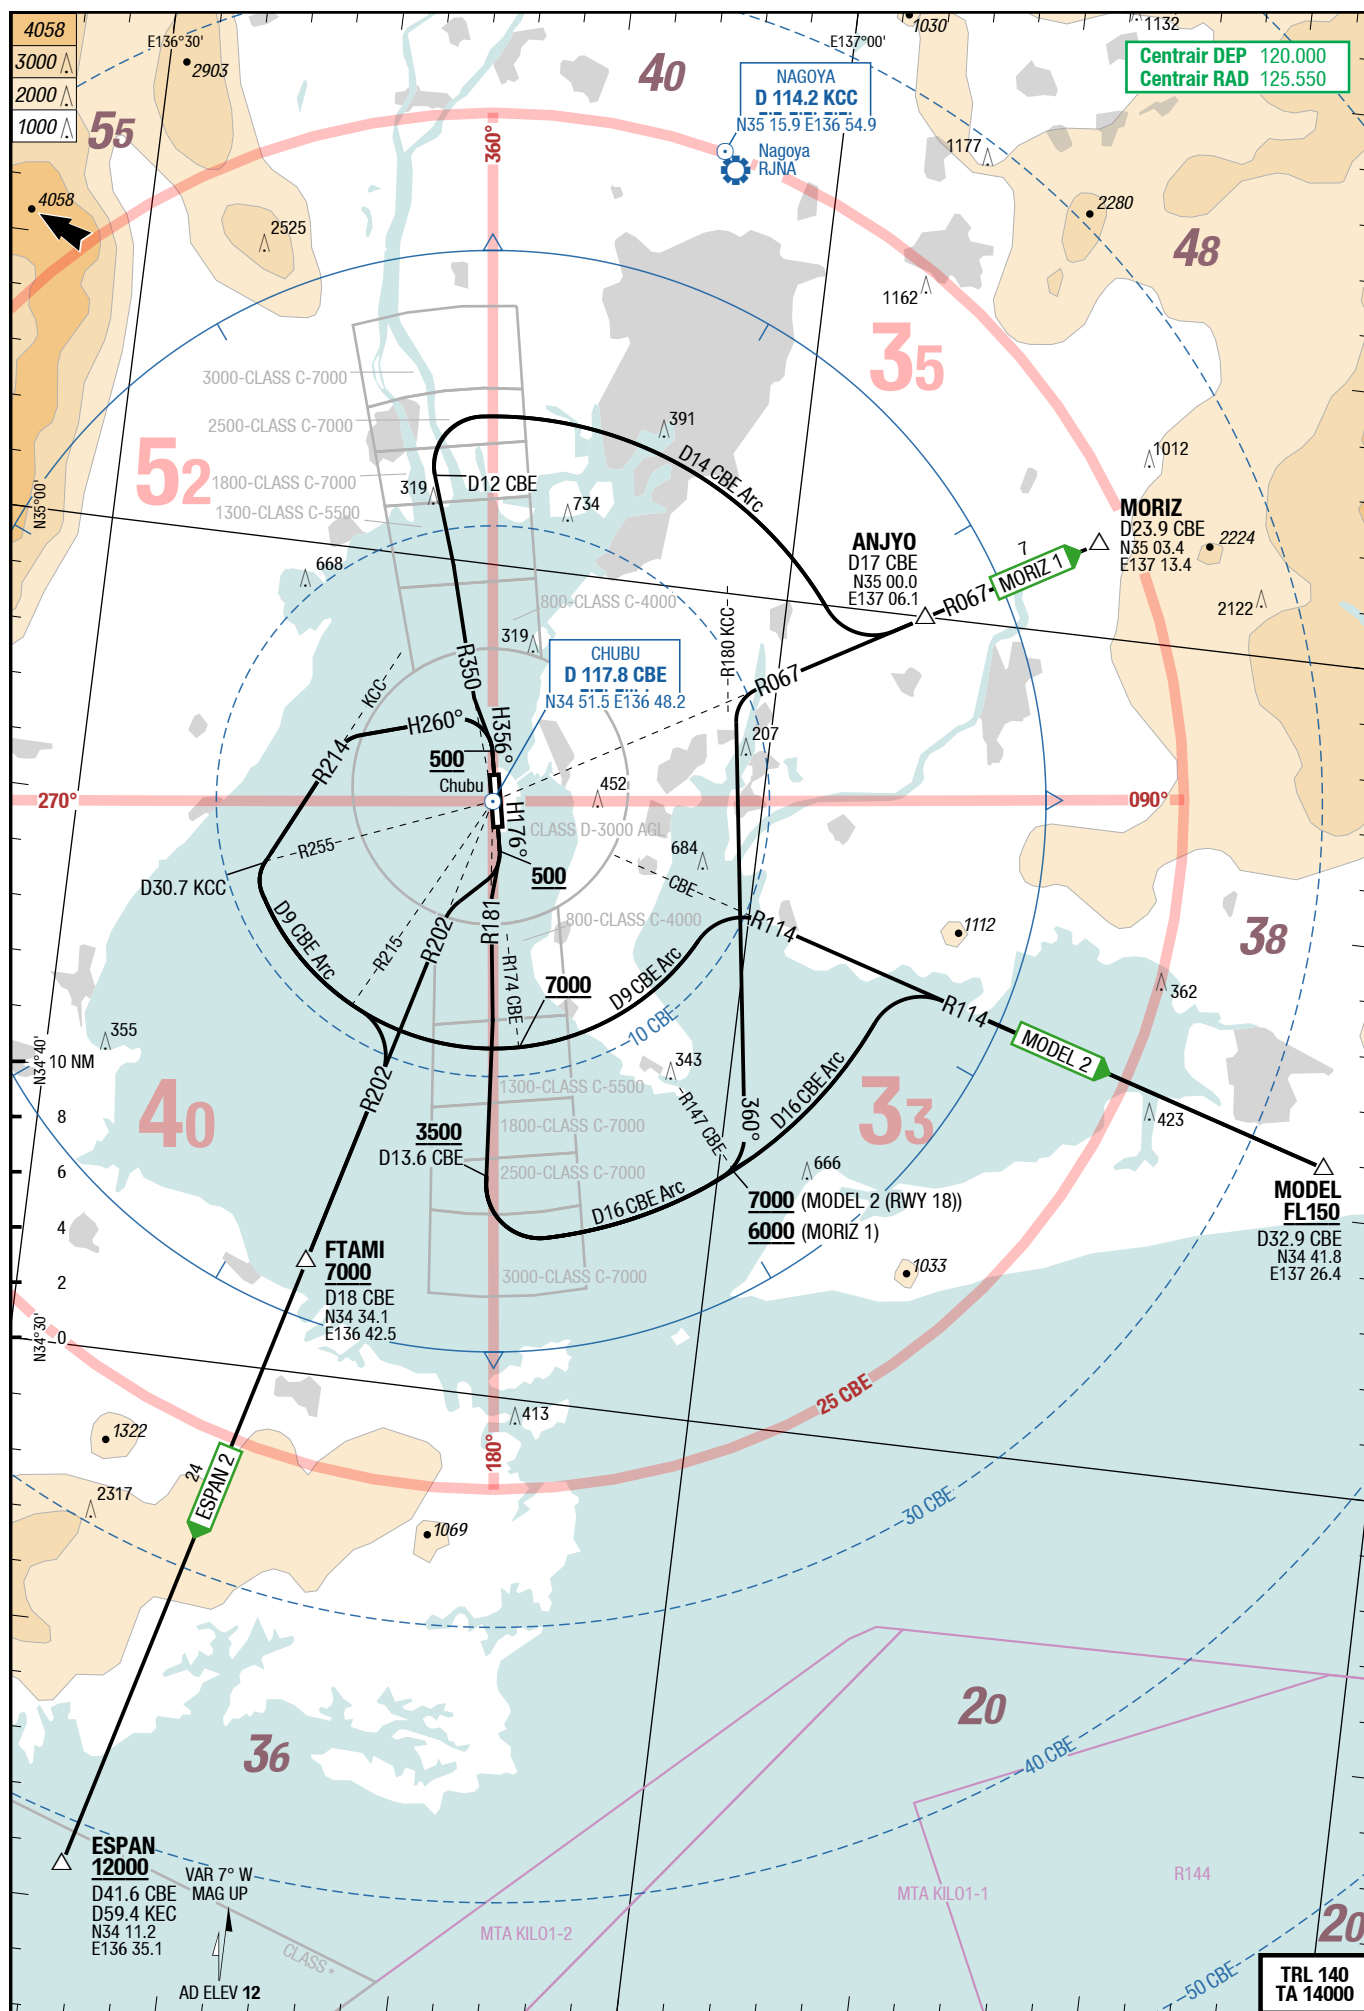 4058
3000
2000
1000
E136°30'
2903
55
40
E137°00'
1030
1132
Centrair DEP 120.000
Centrair RAD 125.550
NAGOYA
D 114.2 KCC
N35 15.9 E136 54.9
Nagoya
RJNA
360°
1177
4058
2525
2280
48
1162
35
3000-CLASS C-7000
2500-CLASS C-7000
391
D14 CBE Arc
52
1800-CLASS C-7000
319
D12 CBE
1012
N35°00'
1300-CLASS C-5500
734
MORIZ
D23.9 CBE
N35 03.4
E137 13.4
2224
ANJYO
D17 CBE
N35 00.0
E137 06.1
7
MORIZ 1
R067
668
2122
800-CLASS C-4000
R180 KCC
319
CHUBU
D 117.8 CBE
N34 51.5 E136 48.2
R350
KCC
R067
H260°
H356°
R214
500
207
Chubu
452
270°
090°
H176°
CLASS D-3000 AGL
R255
684
D30.7 KCC
500
CBE
D9 CBE Arc
R202
R181
800-CLASS C-4000
R114
1112
38
R215
R174 CBE
7000
D9 CBE Arc
362
R114
10 CBE
355
N34°40'
10 NM
343
MODEL 2
1300-CLASS C-5500
R202
40
R147 CBE
360°
D16 CBE Arc
33
8
1800-CLASS C-7000
423
3500
D13.6 CBE
6
2500-CLASS C-7000
666
D16 CBE Arc
7000 (MODEL 2 (RWY 18))
6000 (MORIZ 1)
MODEL
FL150
D32.9 CBE
N34 41.8
E137 26.4
4
FTAMI
7000
D18 CBE
N34 34.1
E136 42.5
2
3000-CLASS C-7000
1033
N34°30'
0
25 CBE
413
1322
180°
24
ESPAN 2
2317
30 CBE
1069
20
36
40 CBE
ESPAN
12000
D41.6 CBE
D59.4 KEC
N34 11.2
E136 35.1
VAR 7° W
MAG UP
R144
MTA KILO1-1
MTA KILO1-2
20
CLASS *
50 CBE
AD ELEV 12
TRL 140
TA 14000